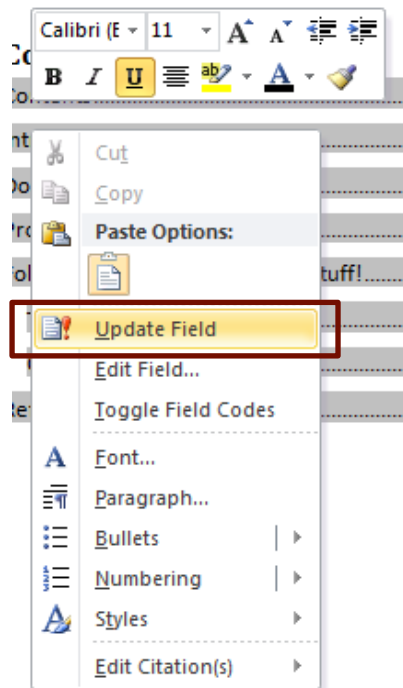 Calibri (E 11 A A
B I U ab A
tuff!
Cut
Copy
Paste Options:
Update Field
Edit Field...
Toggle Field Codes
A Font...
Paragraph...
Bullets
Numbering
Styles
Edit Citation(s)